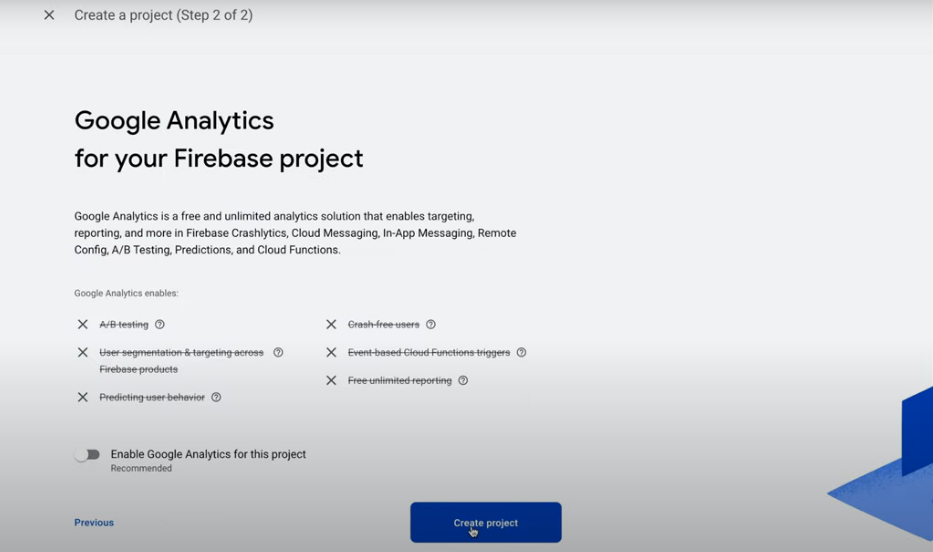 Create a project (Step 2 of 2)
Google Analytics
for your Firebase project
Google Analytics is a free and unlimited analytics solution that enables targeting,
reporting, and more in Firebase Crashlytics, Cloud Messaging, In-App Messaging, Remote
Config, A/B Testing, Predictions, and Cloud Functions.
Google Analytics enables:
A/B testing
User segmentation & targeting across
Firebase products
Predicting user behavior
Crash-free users
Event-based Cloud Functions triggers
Free unlimited reporting
Enable Google Analytics for this project
Recommended
Previous
Create project